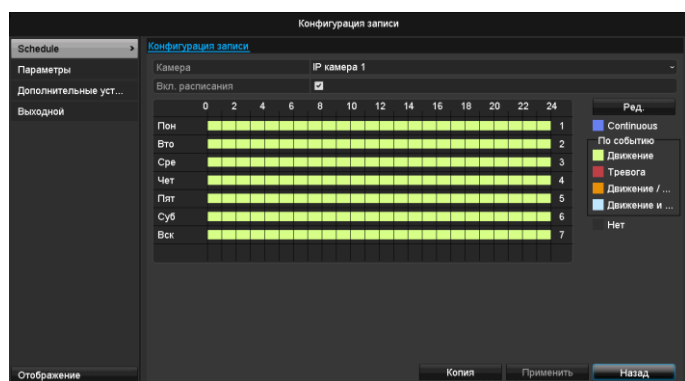 Конфигурация записи
Schedule
Параметры
Дополнительные уст...
Выходной
Отображение
Конфигурация записи
Камера IP камера 1
Вкл. расписания
0 2 4 6 8 10 12 14 16 18 20 22 24
Пон 1
Вто 2
Сре 3
Чет 4
Пят 5
Суб 6
Вск 7
Ред.
Continuous
По событию
Движение
Тревога
Движение / ...
Движение и ...
Нет
Копия Применить Назад